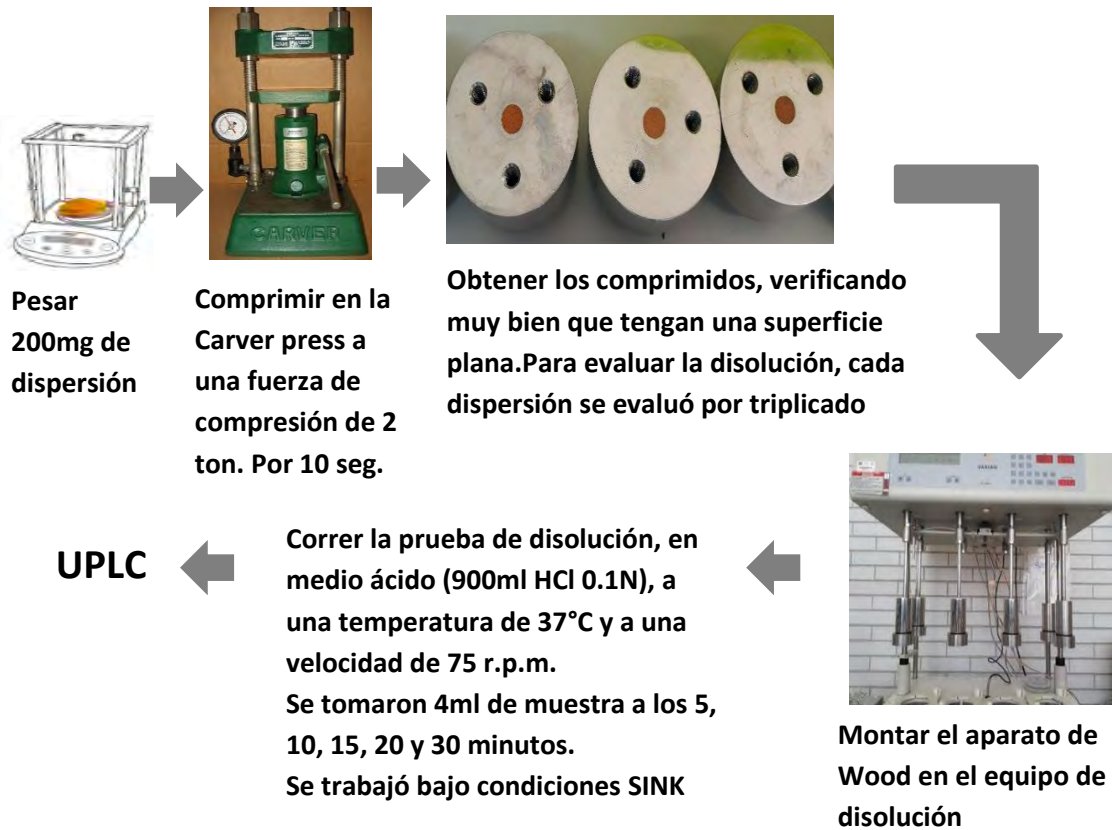 CARVER
Pesar
200mg de
dispersión
Comprimir en la
Carver press a
una fuerza de
compresión de 2
ton. Por 10 seg.
Obtener los comprimidos, verificando
muy bien que tengan una superficie
plana.Para evaluar la disolución, cada
dispersión se evaluó por triplicado
Montar el aparato de
Wood en el equipo de
disolución
Correr la prueba de disolución, en
medio ácido (900ml HCl 0.1N), a
una temperatura de 37°C y a una
velocidad de 75 r.p.m.
Se tomaron 4ml de muestra a los 5,
10, 15, 20 y 30 minutos.
Se trabajó bajo condiciones SINK
UPLC